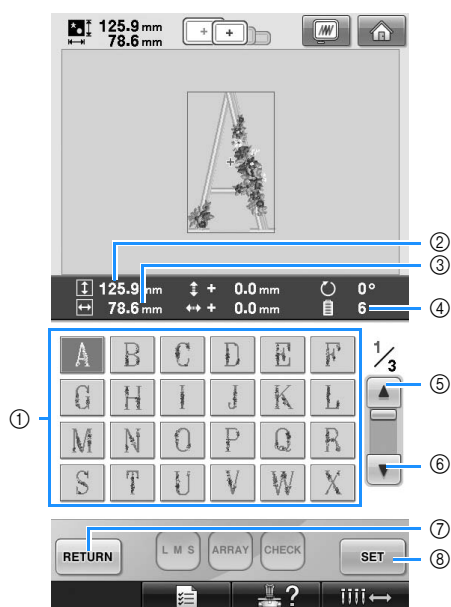 125.9 mm
78.6 mm
A
②
③
125.9 mm + 0.0 mm 0°
78.6 mm + 0.0 mm 6
④
A B C D E F
1/3
⑤
G H I J K L
①
M N O P Q R
⑥
S T U V W X
⑦
RETURN L M S ARRAY CHECK SET
⑧
?